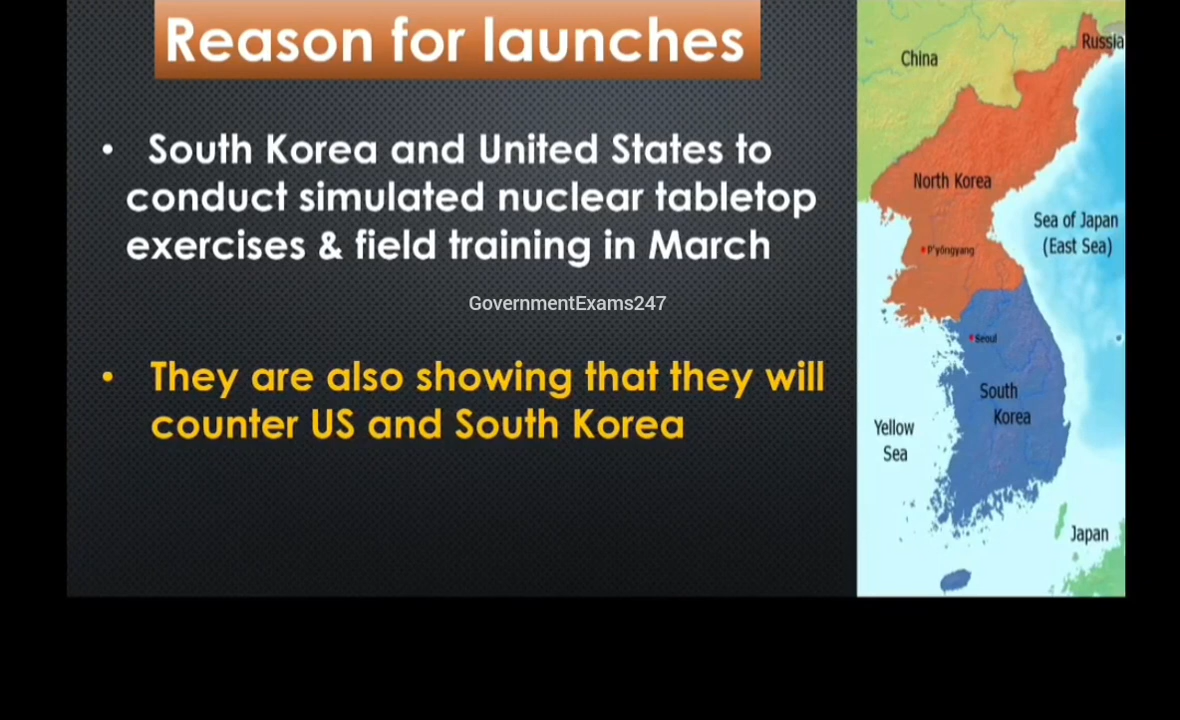 Reason for launches
• South Korea and United States to
conduct simulated nuclear tabletop
exercises & field training in March
GovernmentExams247
• They are also showing that they will
counter US and South Korea
China
Russia
North Korea
Sea of Japan
(East Sea)
P'yŏngyang
Seoul
South
Korea
Yellow
Sea
Japan